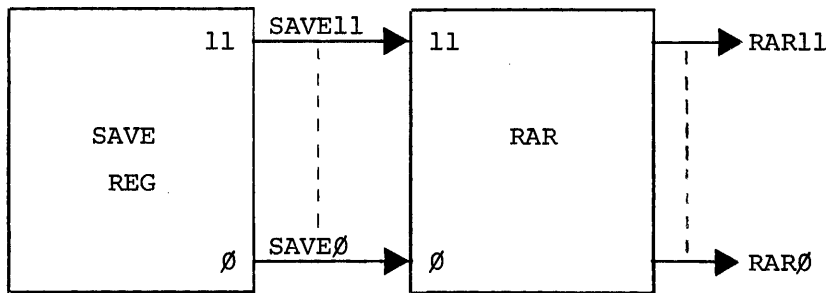 11 SAVE11 11 RAR11
SAVE RAR
REG
Ø SAVEØ Ø RARØ